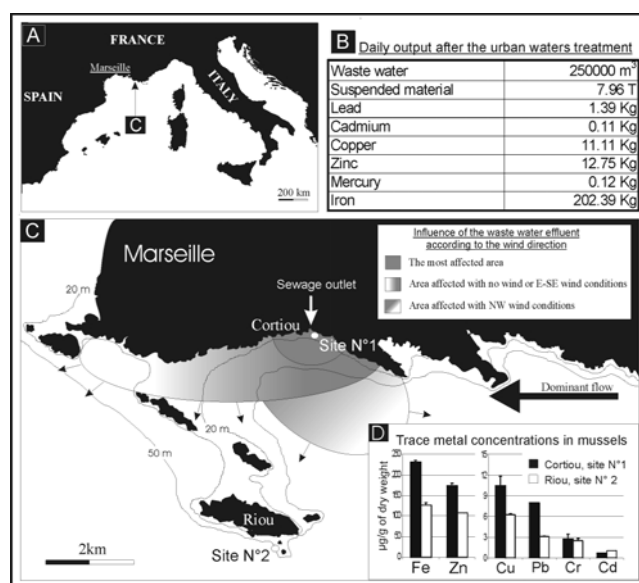 A
FRANCE
Marseille
SPAIN
ITALY
C
200 km
B Daily output after the urban waters treatment
Waste water 250000 m³
Suspended material 7.96 T
Lead 1.39 Kg
Cadmium 0.11 Kg
Copper 11.11 Kg
Zinc 12.75 Kg
Mercury 0.12 Kg
Iron 202.39 Kg
C
Marseille
Influence of the waste water effluent
according to the wind direction
The most affected area
Area affected with no wind or E-SE wind conditions
Area affected with NW wind conditions
20 m
Sewage outlet
Cortiou
Site N°1
Dominant flow
20 m
50 m
Riou
Site N°2
2km
D Trace metal concentrations in mussels
Cortiou, site N°1
Riou, site N° 2
µg/g of dry weight
Fe Zn Cu Pb Cr Cd